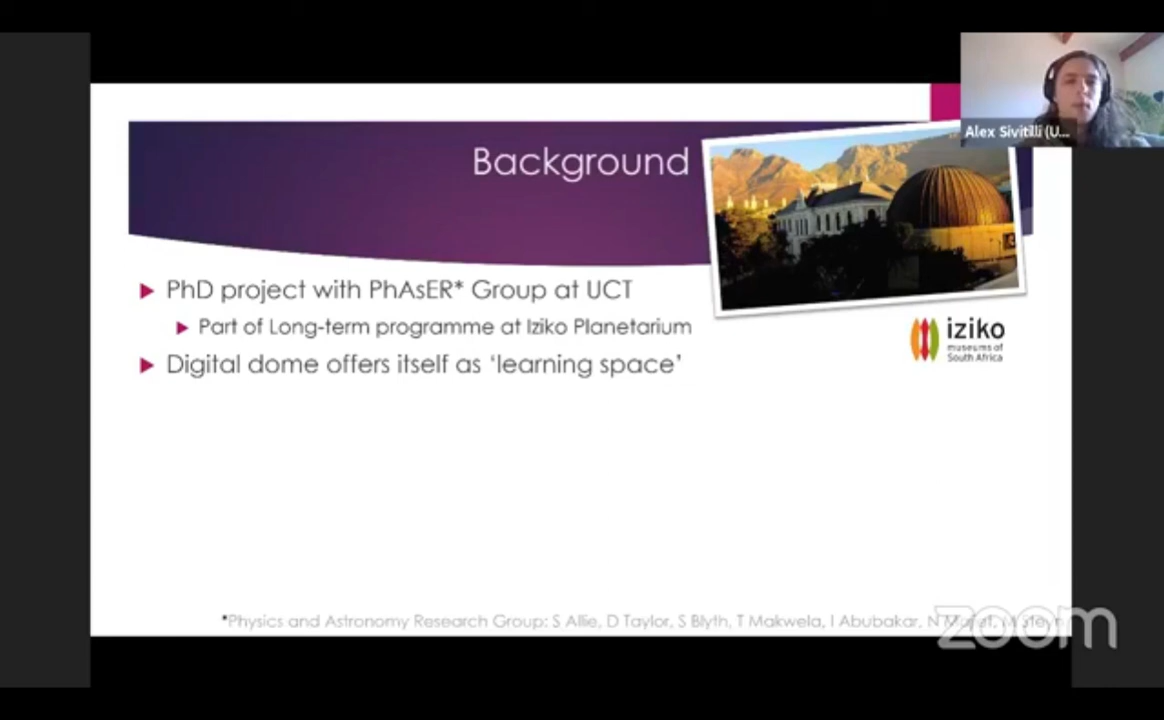 Alex Sivitilli (U...
Background
PhD project with PhAsER* Group at UCT
Part of Long-term programme at Iziko Planetarium
iziko
museums of
South Africa
Digital dome offers itself as ‘learning space’
*Physics and Astronomy Research Group: S Allie, D Taylor, S Blyth, T Makwela, I Abubakar, N M
zoom